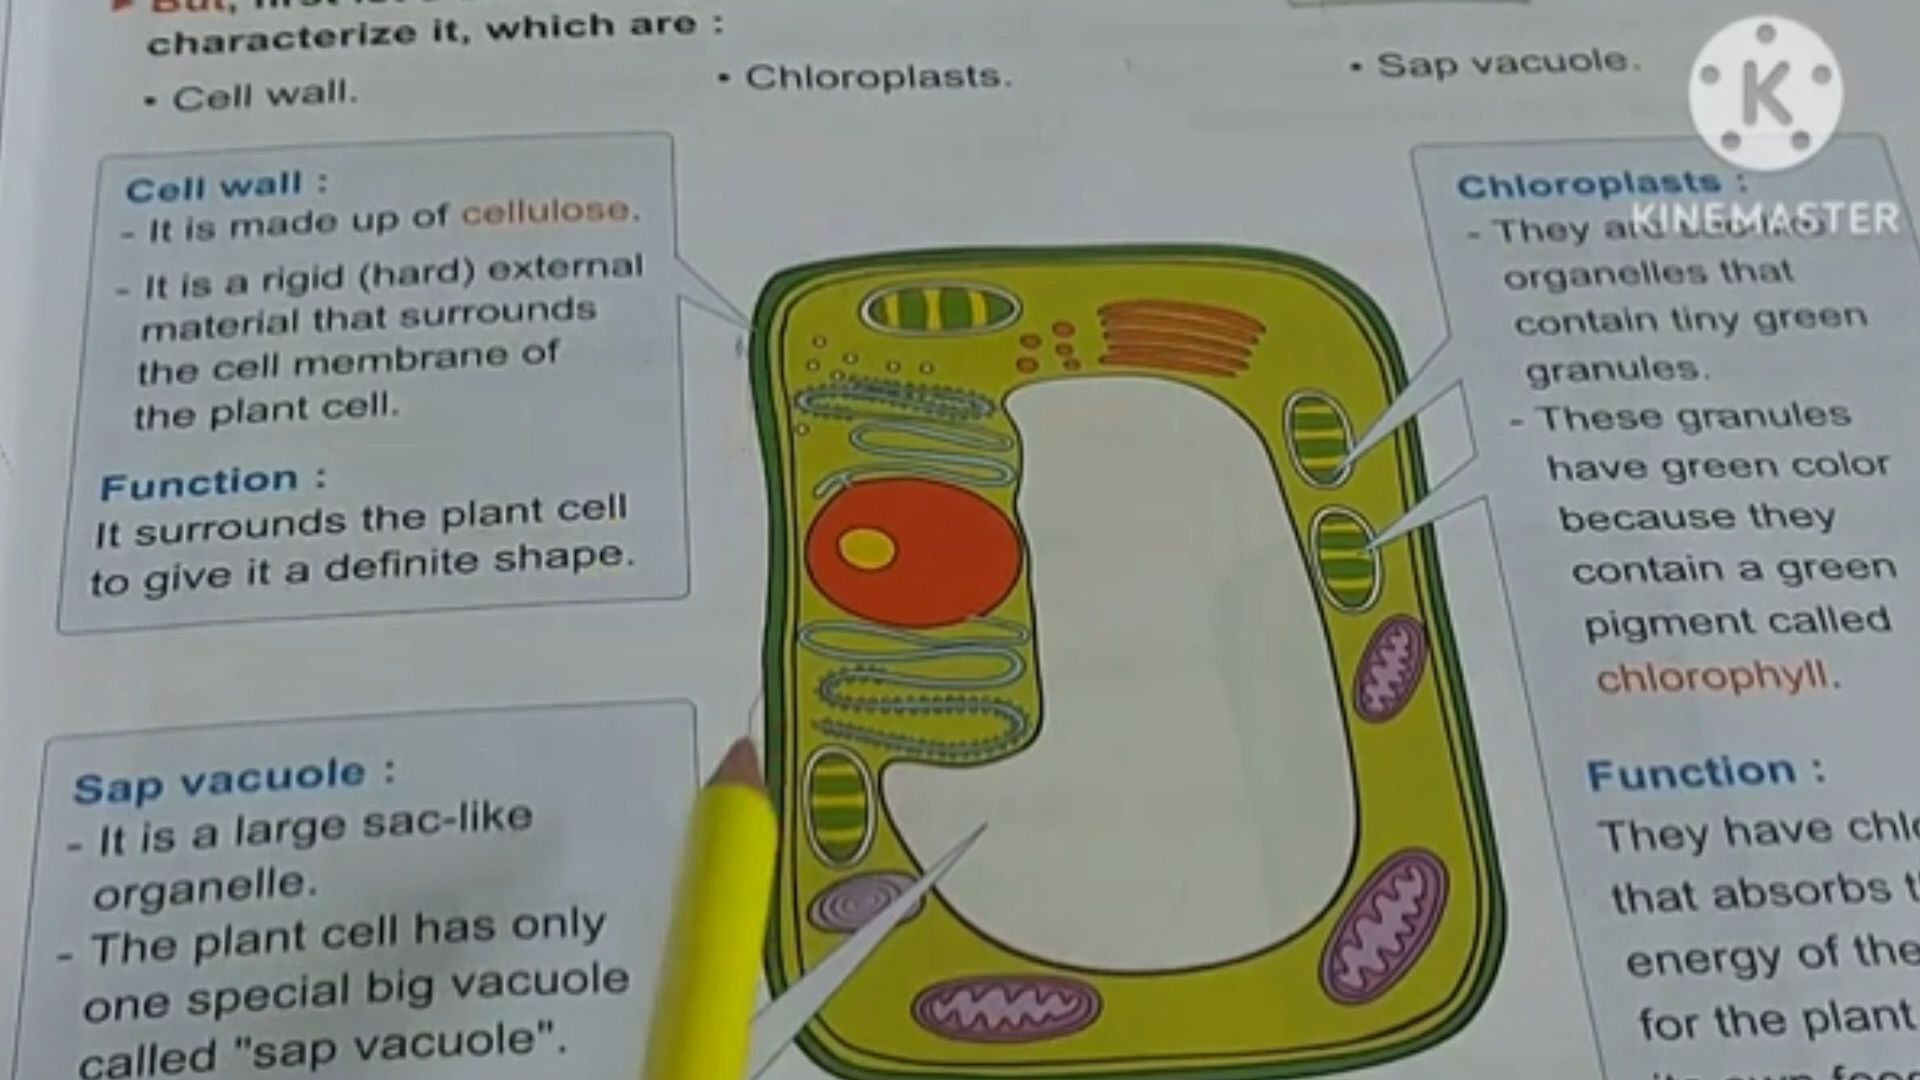 But,
characterize it, which are :
• Cell wall.
• Chloroplasts.
• Sap vacuole.
Cell wall :
- It is made up of cellulose.
- It is a rigid (hard) external
material that surrounds
the cell membrane of
the plant cell.
Function :
It surrounds the plant cell
to give it a definite shape.
Sap vacuole :
- It is a large sac-like
organelle.
- The plant cell has only
one special big vacuole
called "sap vacuole".
Chloroplasts :
- They are
organelles that
contain tiny green
granules.
- These granules
have green color
because they
contain a green
pigment called
chlorophyll.
Function :
They have
that absorbs
energy of the
for the plant
its own
K
KINEMASTER